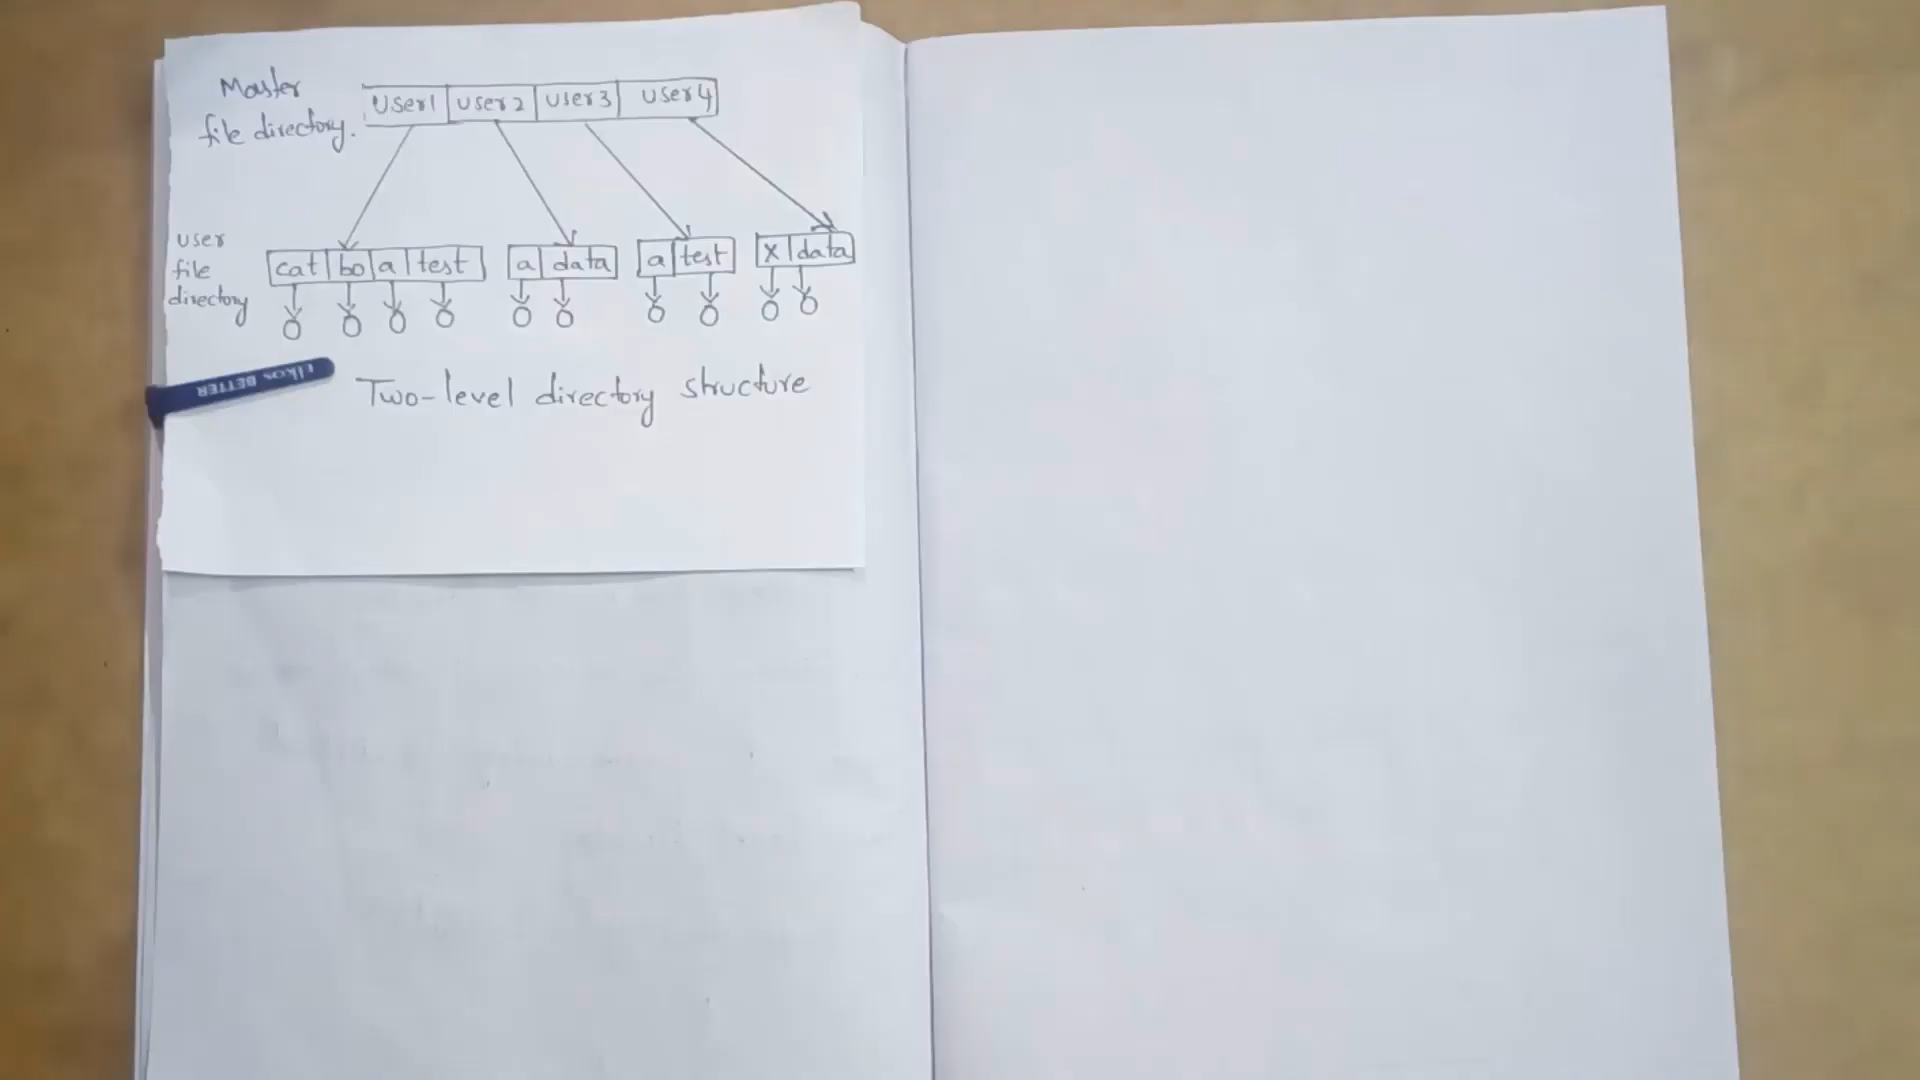 Master
file directory.
User1 user2 user3 user4
user
file
directory
cat bo a test a data a test x data
BETTER
Two-level directory structure